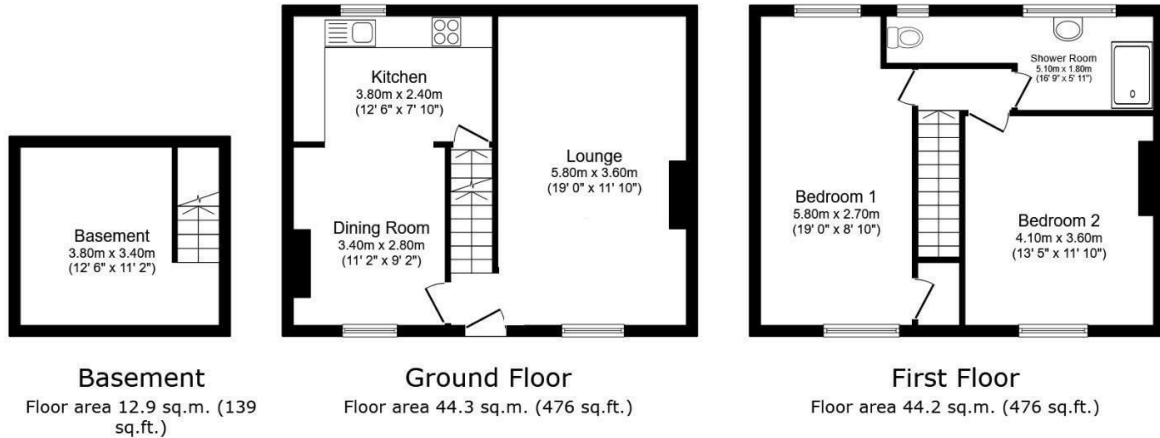 Basement
3.80m x 3.40m
(12' 6" x 11' 2")
Basement
Floor area 12.9 sq.m. (139
sq.ft.)
Kitchen
3.80m x 2.40m
(12' 6" x 7' 10")
Lounge
5.80m x 3.60m
(19' 0" x 11' 10")
Dining Room
3.40m x 2.80m
(11' 2" x 9' 2")
Ground Floor
Floor area 44.3 sq.m. (476 sq.ft.)
Shower Room
5.10m x 1.80m
(16' 9" x 5' 11")
Bedroom 1
5.80m x 2.70m
(19' 0" x 8' 10")
Bedroom 2
4.10m x 3.60m
(13' 5" x 11' 10")
First Floor
Floor area 44.2 sq.m. (476 sq.ft.)